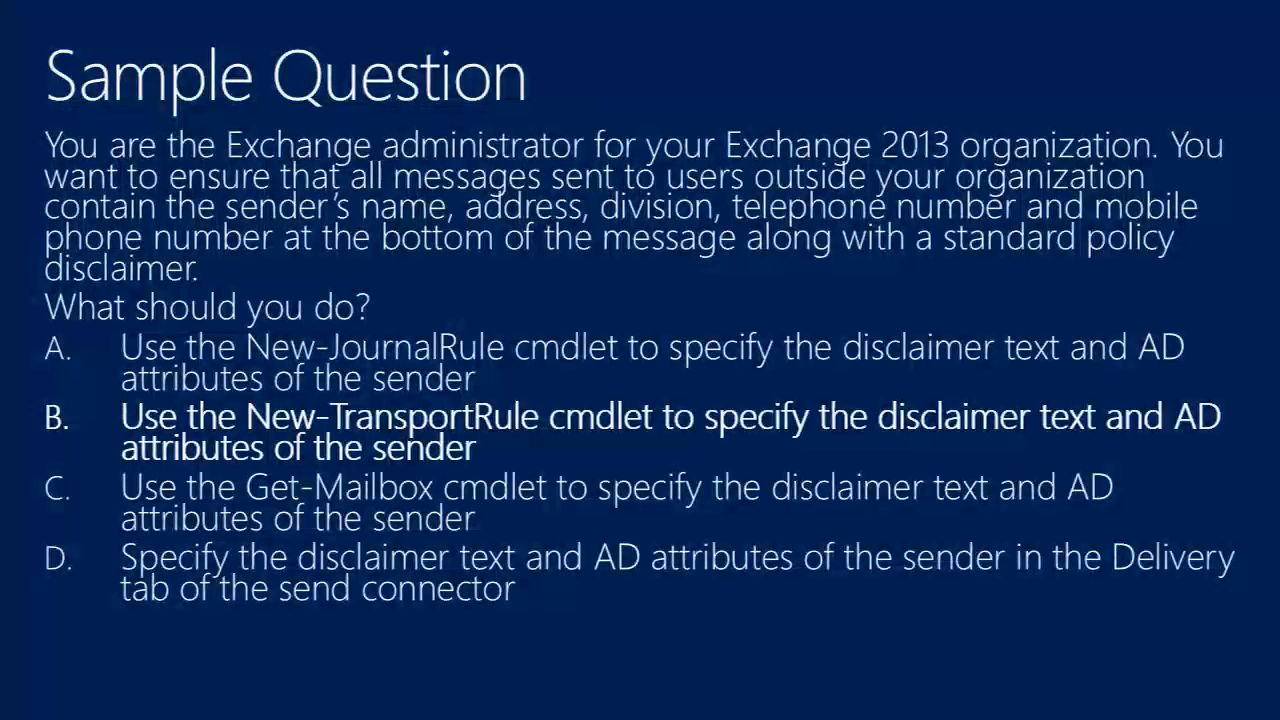 Sample Question
You are the Exchange administrator for your Exchange 2013 organization. You
want to ensure that all messages sent to users outside your organization
contain the sender's name, address, division, telephone number and mobile
phone number at the bottom of the message along with a standard policy
disclaimer.
What should you do?
A. Use the New-JournalRule cmdlet to specify the disclaimer text and AD
attributes of the sender
B. Use the New-TransportRule cmdlet to specify the disclaimer text and AD
attributes of the sender
C. Use the Get-Mailbox cmdlet to specify the disclaimer text and AD
attributes of the sender
D. Specify the disclaimer text and AD attributes of the sender in the Delivery
tab of the send connector